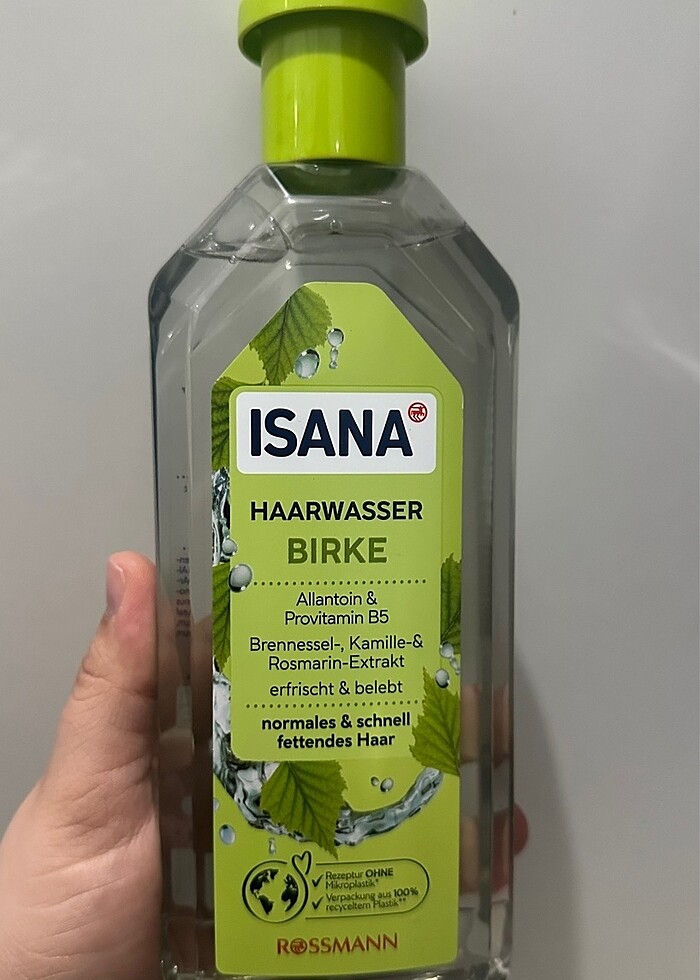 ISANA
HAARWASSER
BIRKE
Allantoin &
Provitamin B5
Brennessel-, Kamille-&
Rosmarin-Extrakt
erfrischt & belebt
normales & schnell
fettendes Haar
Rezeptur OHNE
Mikroplastik*
Verpackung aus 100%
recyceltem Plastik**
ROSSMANN